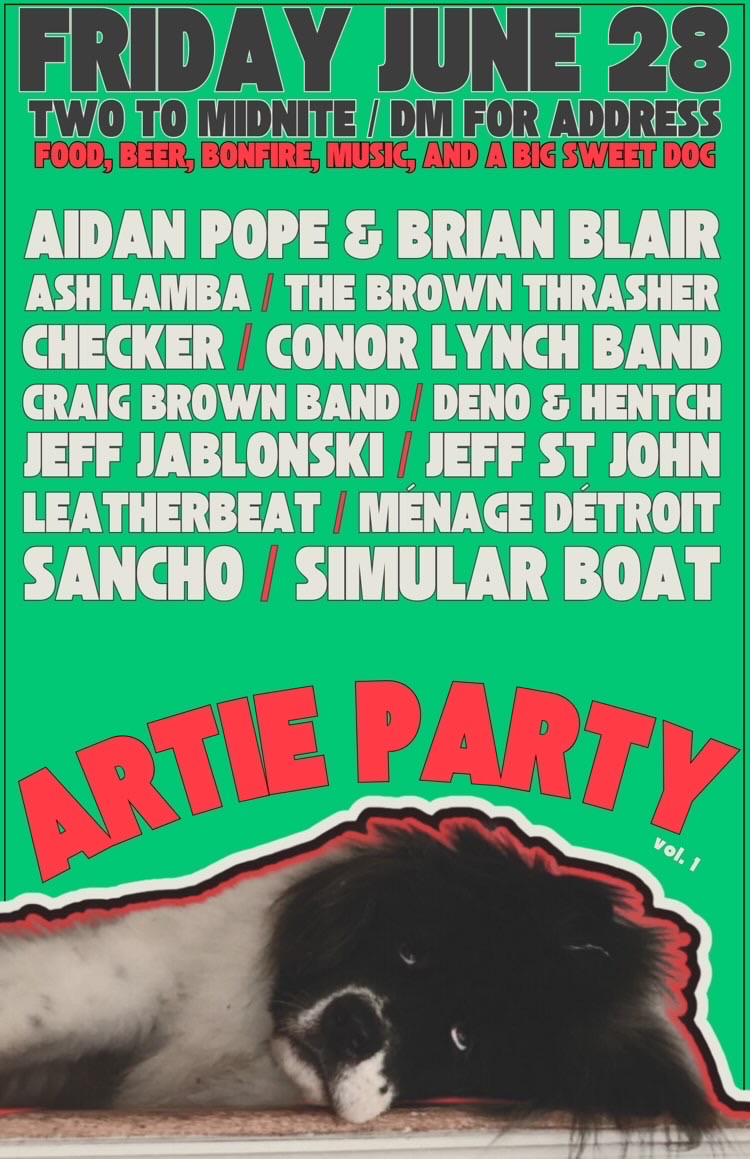 FRIDAY JUNE 28
TWO TO MIDNITE / DM FOR ADDRESS
FOOD, BEER, BONFIRE, MUSIC, AND A BIG SWEET DOG
AIDAN POPE & BRIAN BLAIR
ASH LAMBA / THE BROWN THRASHER
CHECKER / CONOR LYNCH BAND
CRAIG BROWN BAND / DENO & HENTCH
JEFF JABLONSKI / JEFF ST JOHN
LEATHERBEAT / MÉNAGE DÉTROIT
SANCHO / SIMULAR BOAT
ARTIE PARTY
vol. 1